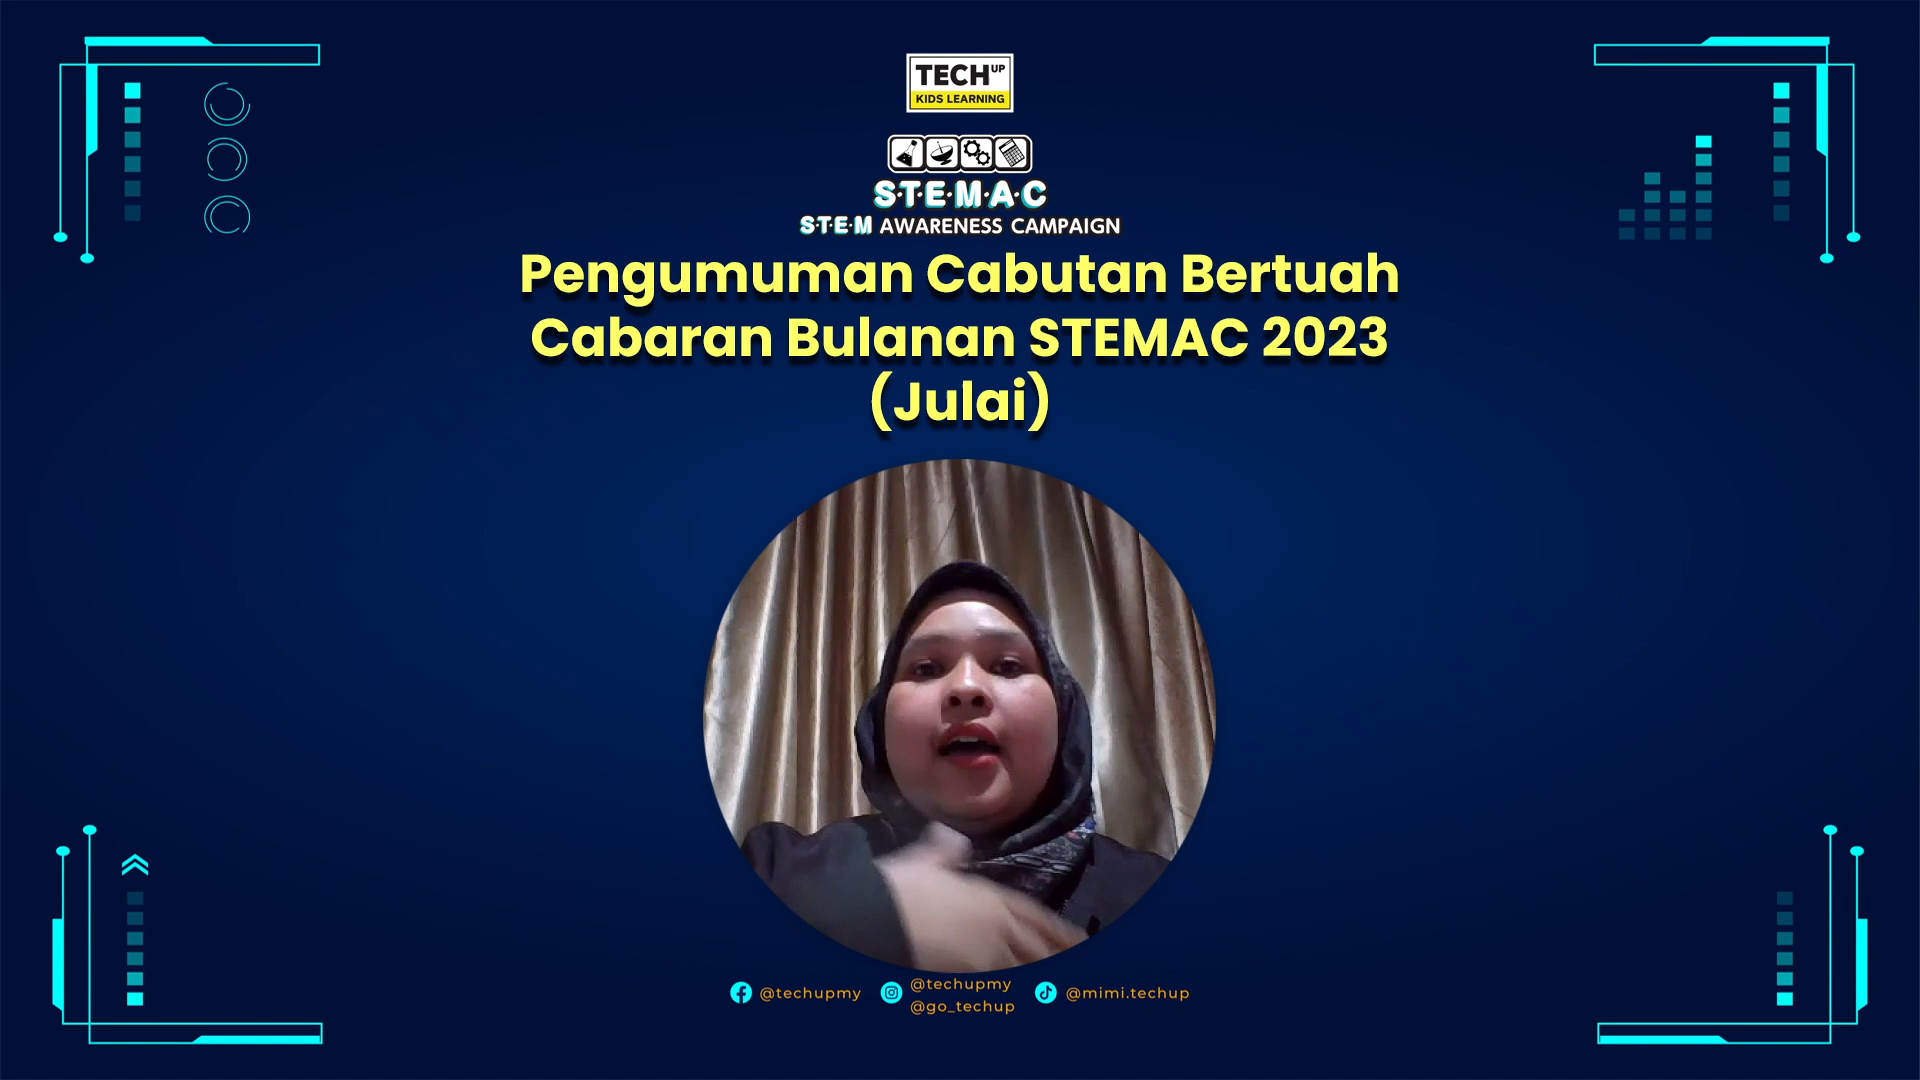 TECH UP
KIDS LEARNING
S·T·E·M·A·C
S·T·E·M AWARENESS CAMPAIGN
Pengumuman Cabutan Bertuah
Cabaran Bulanan STEMAC 2023
(Julai)
@techupmy
@techupmy
@go_techup
@mimi.techup